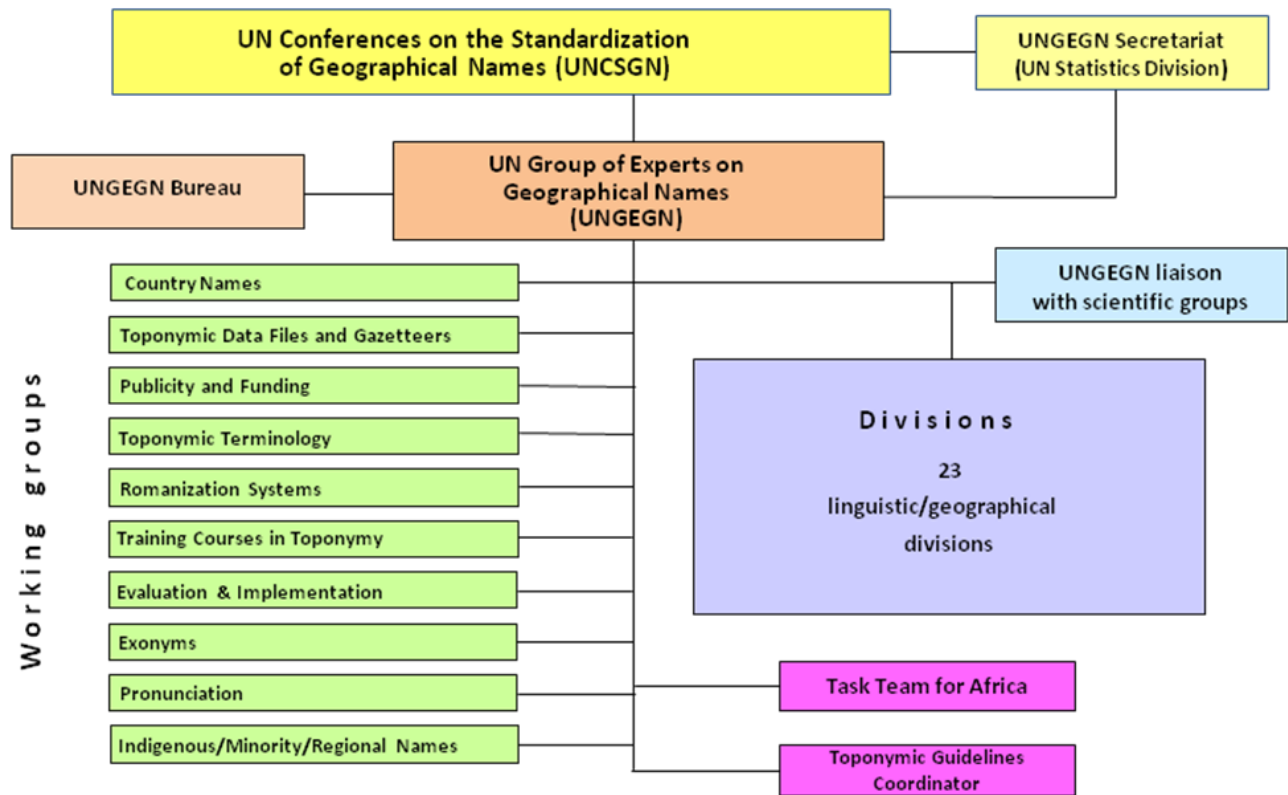 UN Conferences on the Standardization
of Geographical Names (UNCSGN)
UNGEGN Secretariat
(UN Statistics Division)
UNGEGN Bureau
UN Group of Experts on
Geographical Names
(UNGEGN)
UNGEGN liaison
with scientific groups
Working groups
Country Names
Toponymic Data Files and Gazetteers
Publicity and Funding
Toponymic Terminology
Romanization Systems
Training Courses in Toponymy
Evaluation & Implementation
Exonyms
Pronunciation
Indigenous/Minority/Regional Names
Divisions
23
linguistic/geographical
divisions
Task Team for Africa
Toponymic Guidelines
Coordinator